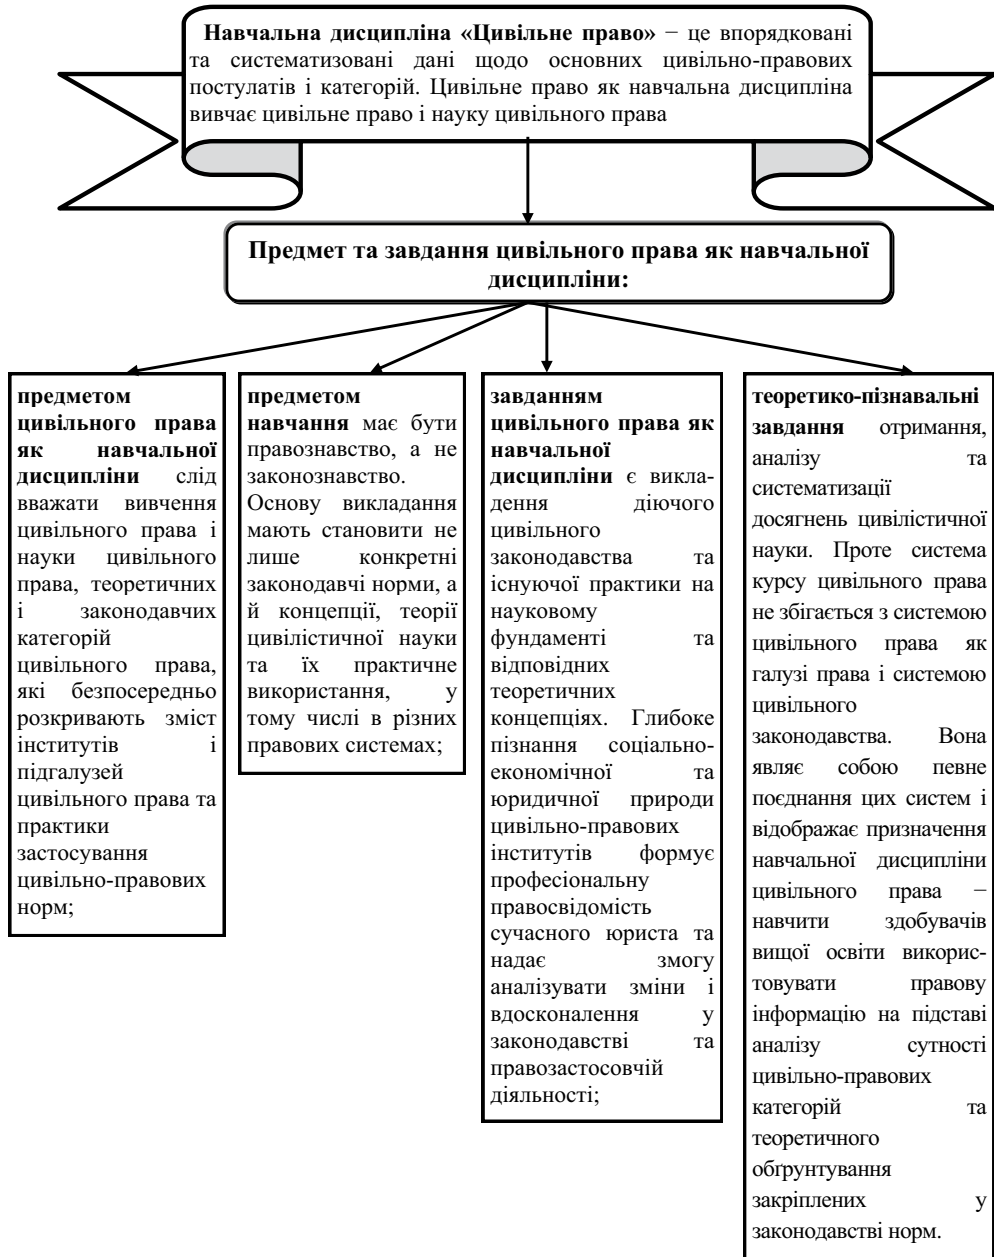 Навчальна дисципліна «Цивільне право» − це впорядковані
та систематизовані дані щодо основних цивільно-правових
постулатів і категорій. Цивільне право як навчальна дисципліна
вивчає цивільне право і науку цивільного права
Предмет та завдання цивільного права як навчальної
дисципліни:
предметом
цивільного права
як навчальної
дисципліни слід
вважати вивчення
цивільного права і
науки цивільного
права, теоретичних
і законодавчих
категорій
цивільного права,
які безпосередньо
розкривають зміст
інститутів і
підгалузей
цивільного права та
практики
застосування
цивільно-правових
норм;
предметом
навчання має бути
правознавство, а не
законознавство.
Основу викладання
мають становити не
лише конкретні
законодавчі норми, а
й концепції, теорії
цивілістичної науки
та їх практичне
використання, у
тому числі в різних
правових системах;
завданням
цивільного права як
навчальної
дисципліни є викла-
дення діючого
цивільного
законодавства та
існуючої практики на
науковому
фундаменті та
відповідних
теоретичних
концепціях. Глибоке
пізнання соціально-
економічної та
юридичної природи
цивільно-правових
інститутів формує
професіональну
правосвідомість
сучасного юриста та
надає змогу
аналізувати зміни і
вдосконалення у
законодавстві та
правозастосовчій
діяльності;
теоретико-пізнавальні
завдання отримання,
аналізу та
систематизації
досягнень цивілістичної
науки. Проте система
курсу цивільного права
не збігається з системою
цивільного права як
галузі права і системою
цивільного
законодавства. Вона
являє собою певне
поєднання цих систем і
відображає призначення
навчальної дисципліни
цивільного права −
навчити здобувачів
вищої освіти викорис-
товувати правову
інформацію на підставі
аналізу сутності
цивільно-правових
категорій та
теоретичного
обґрунтування
закріплених у
законодавстві норм.